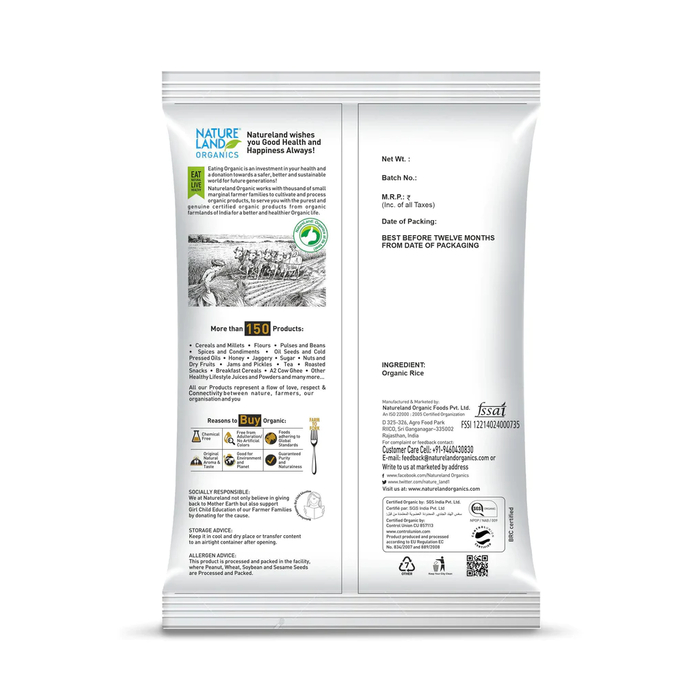 NATURE
LAND
ORGANICS
Natureland wishes
you Good Health and
Happiness Always!
EAT
LIVE
Eating Organic is an investment in your health and
a donation towards a safer, better and sustainable
world for future generations!
Natureland Organic works with thousand of small
marginal farmer families to cultivate and process
organic products, to serve you with the purest and
genuine certified organic products from organic
farmlands of India for a better and healthier Organic life.
More than 150 Products:
• Cereals and Millets • Flours • Pulses and Beans
• Spices and Condiments • Oil Seeds and Cold
Pressed Oils • Honey • Jaggery • Sugar • Nuts and
Dry Fruits • Jams and Pickles • Tea • Roasted
Snacks • Breakfast Cereals • A2 Cow Ghee • Other
Healthy Lifestyle Juices and Powders and many more...
All our Products represent a flow of love, respect &
Connectivity between nature, farmers, our
organisation and you
Reasons to Buy Organic:
FARM
TO
FORK
Chemical
Free
Free from
Adulteration/
No Artificial
Colors
Foods
adhering to
Global
Standards
Original
Natural
Aroma &
Taste
Good for
Environment
and
Planet
Guaranteed
Purity
and
Naturalness
SOCIALLY RESPONSIBLE:
We at Natureland not only believe in giving
back to Mother Earth but also support
Girl Child Education of our Farmer Families
by donating for the cause.
STORAGE ADVICE:
Keep it in cool and dry place or transfer content
to an airtight container after opening.
ALLERGEN ADVICE:
This product is processed and packed in the facility,
where Peanut, Wheat, Soybean and Sesame Seeds
are Processed and Packed.
Net Wt. :
Batch No.:
M.R.P.: ₹
(Inc. of all Taxes)
Date of Packing:
BEST BEFORE TWELVE MONTHS
FROM DATE OF PACKAGING
INGREDIENT:
Organic Rice
Manufactured & Marketed by:
Natureland Organic Foods Pvt. Ltd.
An ISO 22000 : 2005 Certified Organization
D 325-326, Agro Food Park
RIICO, Sri Ganganagar-335002
Rajasthan, India
fssai
FSSI 12214024000735
For complaint or feedback contact:
Customer Care Cell: +91-9460430830
E-mail: feedback@naturelandorganics.com or
Write to us at marketed by address
www.facebook.com/Natureland Organics
www.twitter.com/nature_land1
Visit us at: www.naturelandorganics.com
Certified Organic by: SGS India Pvt. Ltd.
Certifié par: SGS India Pvt. Ltd.
Certified Organic by:
Control Union CU 857113
www.controlunion.com
Product produced and processed
according to EU Regulation EC
No. 834/2007 and 889/2008
SGS
ORGANIC
BRC certified
7
OTHER